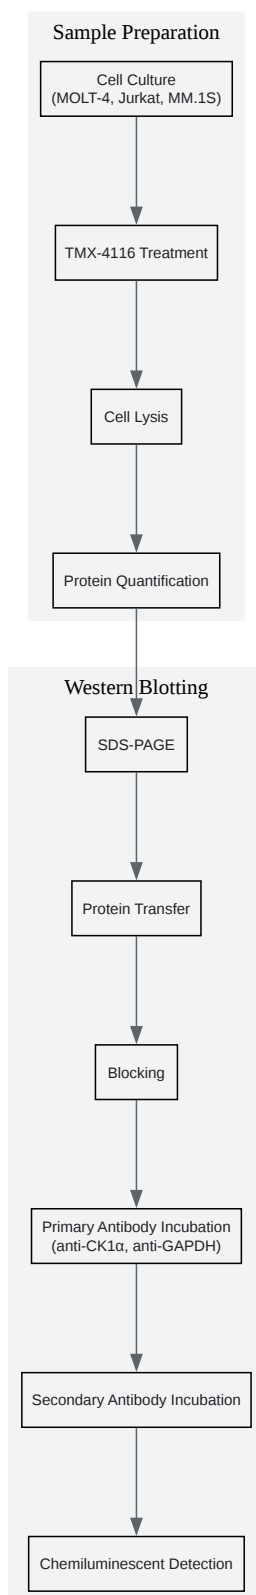 Sample Preparation
Cell Culture
(MOLT-4, Jurkat, MM.1S)
TMX-4116 Treatment
Cell Lysis
Protein Quantification
Western Blotting
SDS-PAGE
Protein Transfer
Blocking
Primary Antibody Incubation
(anti-CK1α, anti-GAPDH)
Secondary Antibody Incubation
Chemiluminescent Detection